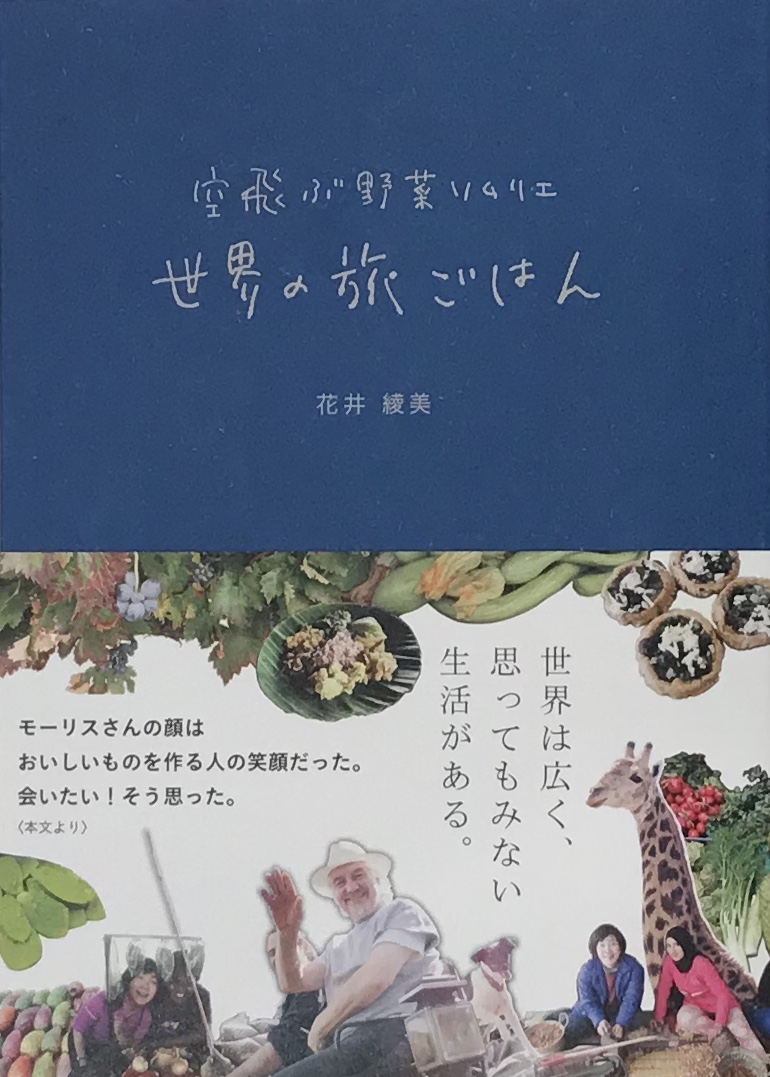 空飛ぶ野菜ソムリエ
世界の旅ごはん
花井 綾美
世界は広く、
思ってもみない
生活がある。
モーリスさんの顔は
おいしいものを作る人の笑顔だった。
会いたい！そう思った。
〈本文より〉